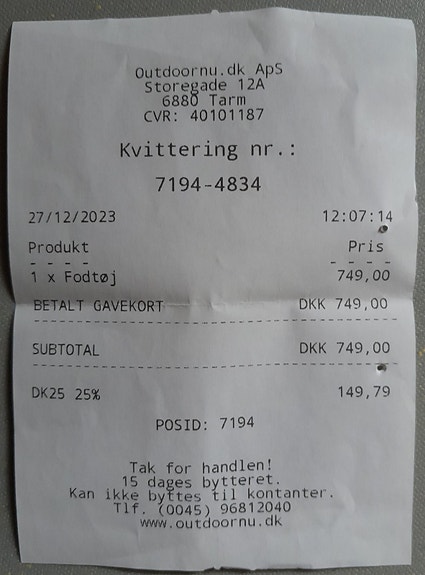 Outdoornu.dk ApS
Storegade 12A
6880 Tarm
CVR: 40101187
Kvittering nr.:
7194-4834
27/12/2023 12:07:14
Produkt Pris
- - - - - - - -
1 x Fodtøj 749,00
BETALT GAVEKORT DKK 749,00
SUBTOTAL DKK 749,00
DK25 25% 149,79
POSID: 7194
Tak for handlen!
15 dages bytteret.
Kan ikke byttes til kontanter.
Tlf. (0045) 96812040
www.outdoornu.dk